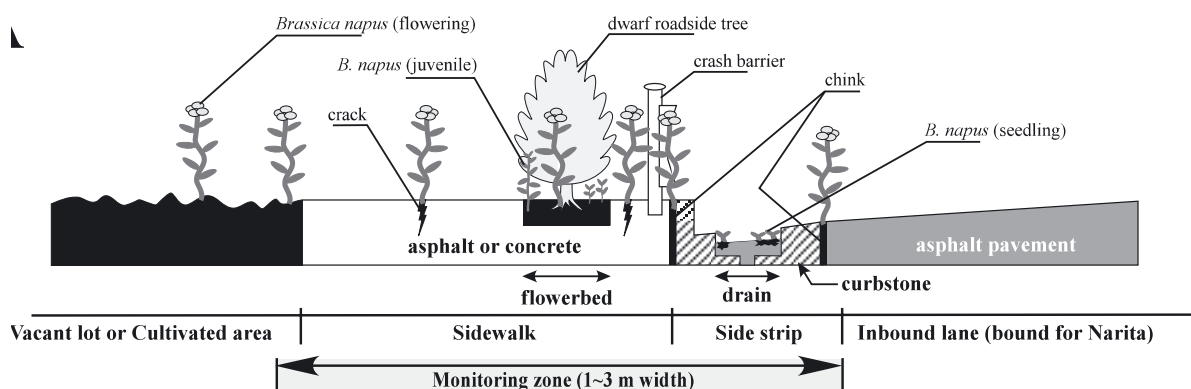 Brassica napus (flowering)
dwarf roadside tree
B. napus (juvenile)
crash barrier
chink
crack
B. napus (seedling)
asphalt or concrete
asphalt pavement
flowerbed
drain
curbstone
Vacant lot or Cultivated area
Sidewalk
Side strip
Inbound lane (bound for Narita)
Monitoring zone (1~3 m width)